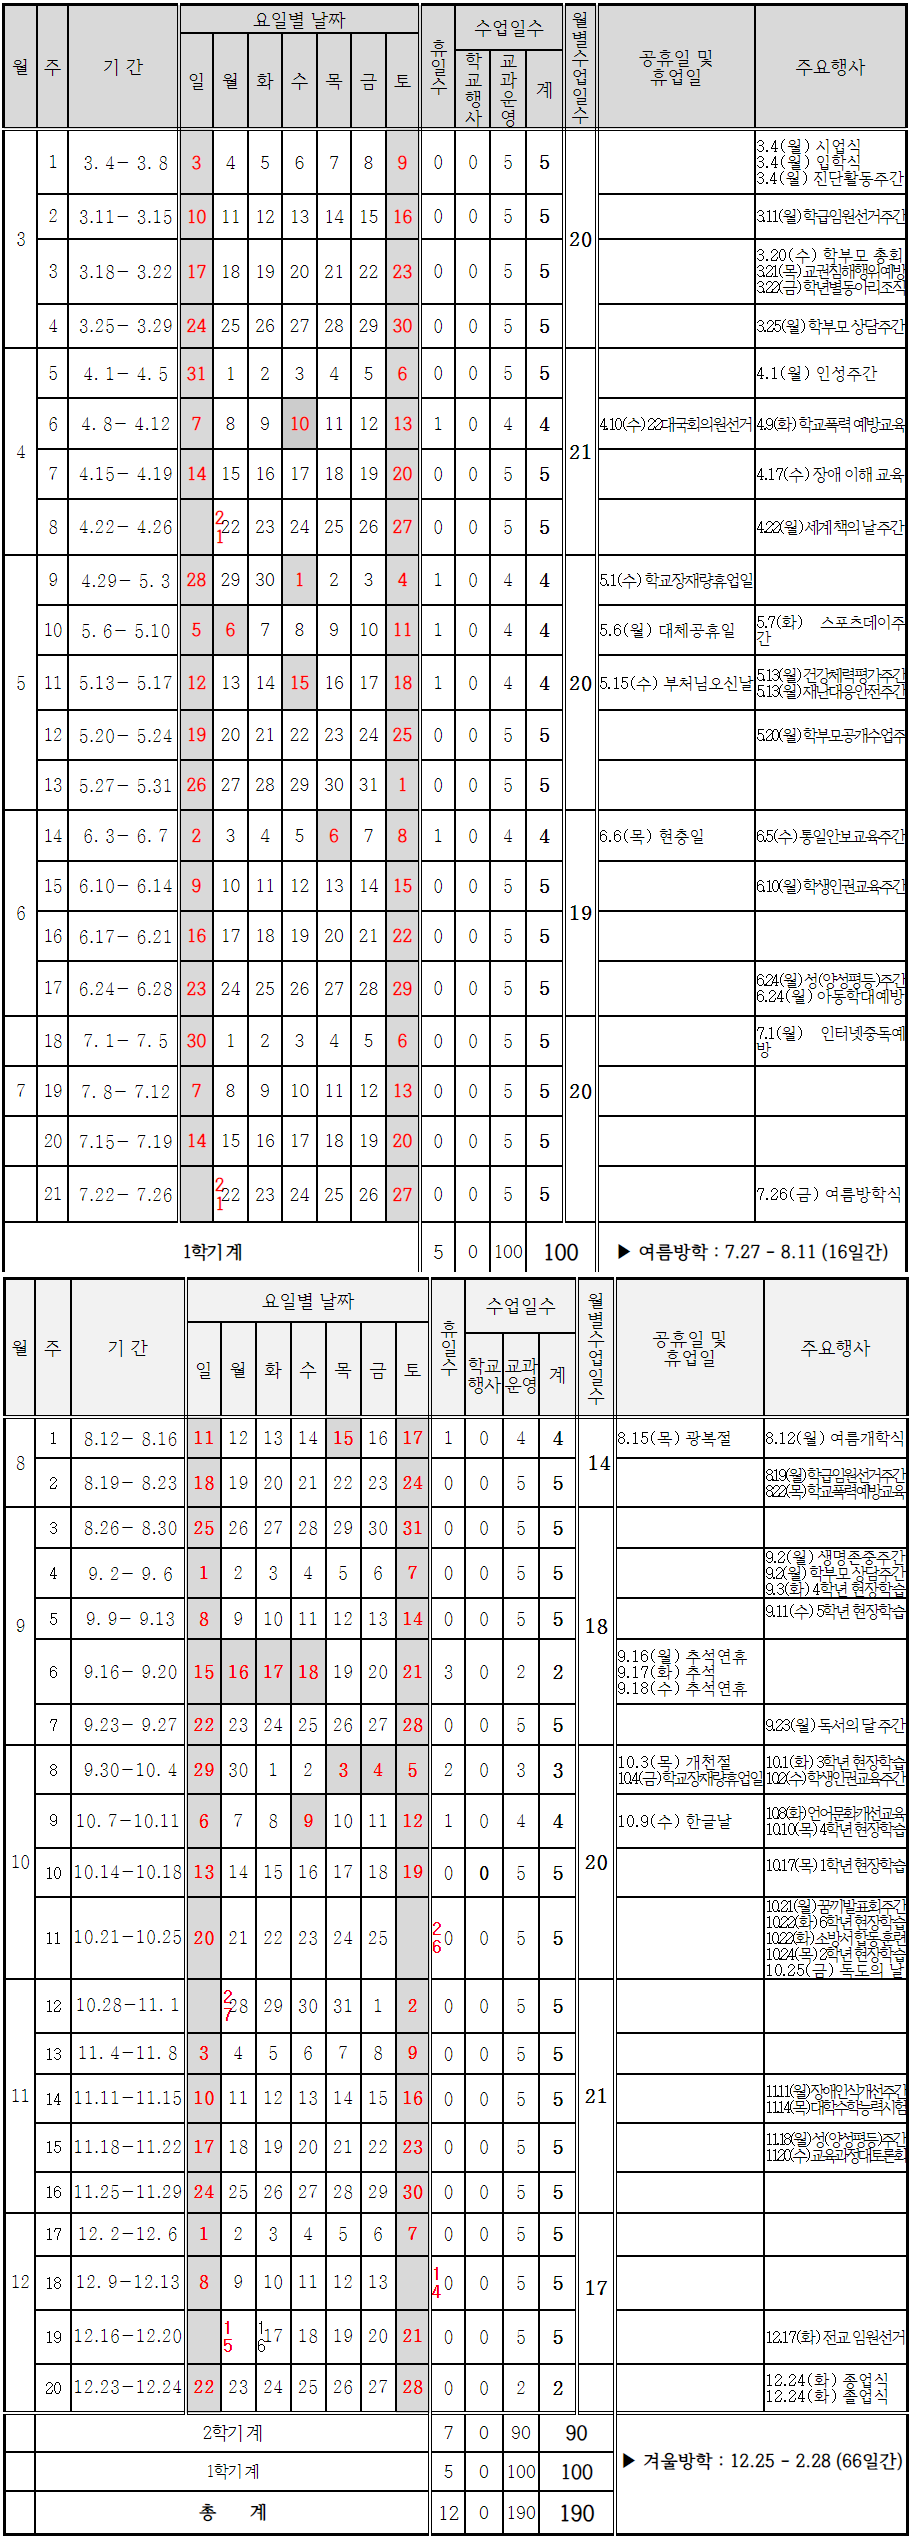 월 주 기 간 요일별 날짜 휴일수 수업일수 월별수업일수 공휴일 및 휴업일 주요행사
일 월 화 수 목 금 토 학교행사 교과운영 계
3 1 3. 4− 3. 8 3 4 5 6 7 8 9 0 0 5 5 20 3.4(월) 시업식
3.4(월) 입학식
3.4(월) 진단활동주간
2 3.11− 3.15 10 11 12 13 14 15 16 0 0 5 5 3.11(월)학급임원선거주간
3 3.18− 3.22 17 18 19 20 21 22 23 0 0 5 5 3.20(수) 학부모 총회
3.21(목)교권침해행위예방
3.22(금)학년별동아리조직
4 3.25− 3.29 24 25 26 27 28 29 30 0 0 5 5 3.25(월)학부모 상담주간
4 5 4. 1− 4. 5 31 1 2 3 4 5 6 0 0 5 5 21 4.1(월) 인성주간
6 4. 8− 4.12 7 8 9 10 11 12 13 1 0 4 4 4.10(수)22대국회의원선거 4.9(화)학교폭력 예방교육
7 4.15− 4.19 14 15 16 17 18 19 20 0 0 5 5 4.17(수) 장애 이해 교육
8 4.22− 4.26 21 22 23 24 25 26 27 0 0 5 5 4.22(월)세계 책의 날 주간
5 9 4.29− 5. 3 28 29 30 1 2 3 4 1 0 4 4 20 5.1(수) 학교장재량휴업일
10 5. 6− 5.10 5 6 7 8 9 10 11 1 0 4 4 5.6(월) 대체공휴일 5.7(화) 스포츠데이주간
11 5.13− 5.17 12 13 14 15 16 17 18 1 0 4 4 5.15(수) 부처님오신날 5.13(월)건강체력평가주간
5.13(월)재난대응안전주간
12 5.20− 5.24 19 20 21 22 23 24 25 0 0 5 5 5.20(월)학부모공개수업주
13 5.27− 5.31 26 27 28 29 30 31 1 0 0 5 5
6 14 6. 3− 6. 7 2 3 4 5 6 7 8 1 0 4 4 19 6.6(목) 현충일 6.5(수)통일안보교육주간
15 6.10− 6.14 9 10 11 12 13 14 15 0 0 5 5 6.10(월)학생인권교육주간
16 6.17− 6.21 16 17 18 19 20 21 22 0 0 5 5
17 6.24− 6.28 23 24 25 26 27 28 29 0 0 5 5 6.24(월)성(양성평등)주간
6.24(월) 아동학대예방
18 7. 1− 7. 5 30 1 2 3 4 5 6 0 0 5 5 20 7.1(월) 인터넷중독예방
7 19 7. 8− 7.12 7 8 9 10 11 12 13 0 0 5 5
20 7.15− 7.19 14 15 16 17 18 19 20 0 0 5 5
21 7.22− 7.26 21 22 23 24 25 26 27 0 0 5 5 7.26(금) 여름방학식
1학기 계 5 0 100 100 ▶ 여름방학 : 7.27 - 8.11 (16일간)
월 주 기 간 요일별 날짜 휴일수 수업일수 월별수업일수 공휴일 및 휴업일 주요행사
일 월 화 수 목 금 토 학교행사 교과운영 계
8 1 8.12− 8.16 11 12 13 14 15 16 17 1 0 4 4 14 8.15(목) 광복절 8.12(월) 여름개학식
2 8.19− 8.23 18 19 20 21 22 23 24 0 0 5 5 8.19(월)학급임원선거주간
8.22(목)학교폭력예방교육
9 3 8.26− 8.30 25 26 27 28 29 30 31 0 0 5 5 18
4 9. 2− 9. 6 1 2 3 4 5 6 7 0 0 5 5 9.2(월) 생명존중주간
9.2(월)학부모 상담주간
9.3(화) 4학년 현장학습
5 9. 9− 9.13 8 9 10 11 12 13 14 0 0 5 5 9.11(수) 5학년 현장학습
6 9.16− 9.20 15 16 17 18 19 20 21 3 0 2 2 9.16(월) 추석연휴
9.17(화) 추석
9.18(수) 추석연휴
7 9.23− 9.27 22 23 24 25 26 27 28 0 0 5 5 9.23(월) 독서의 달 주간
10 8 9.30−10. 4 29 30 1 2 3 4 5 2 0 3 3 20 10.3(목) 개천절 10.1(화) 3학년 현장학습
10.4(금)학교장재량휴업일 10.2(수)학생인권교육주간
9 10. 7−10.11 6 7 8 9 10 11 12 1 0 4 4 10.9(수) 한글날 10.8(화)언어문화개선교육
10.10(목)4학년 현장학습
10 10.14−10.18 13 14 15 16 17 18 19 0 0 5 5 10.17(목)1학년 현장학습
11 10.21−10.25 20 21 22 23 24 25 26 0 0 5 5 10.21(월)꿈끼발표회주간
10.22(화)6학년 현장학습
10.22(화)소방서합동훈련
10.24(목)2학년 현장학습
10.25(금) 독도의 날
11 12 10.28−11. 1 27 28 29 30 31 1 2 0 0 5 5 21
13 11. 4−11. 8 3 4 5 6 7 8 9 0 0 5 5
14 11.11−11.15 10 11 12 13 14 15 16 0 0 5 5 11.11(월)장애인식개선주간
11.14(목)대학수학능력시험
15 11.18−11.22 17 18 19 20 21 22 23 0 0 5 5 11.18(월)성(양성평등)주간
11.20(수)교육과정대토론회
16 11.25−11.29 24 25 26 27 28 29 30 0 0 5 5
12 17 12. 2−12. 6 1 2 3 4 5 6 7 0 0 5 5 17
18 12. 9−12.13 8 9 10 11 12 13 14 0 0 5 5
19 12.16−12.20 15 16 17 18 19 20 21 0 0 5 5 12.17(화) 전교 임원선거
20 12.23−12.24 22 23 24 25 26 27 28 0 0 2 2 12.24(화) 종업식
12.24(화) 졸업식
2학기 계 7 0 90 90 ▶ 겨울방학 : 12.25 - 2.28 (66일간)
1학기 계 5 0 100 100
총 계 12 0 190 190